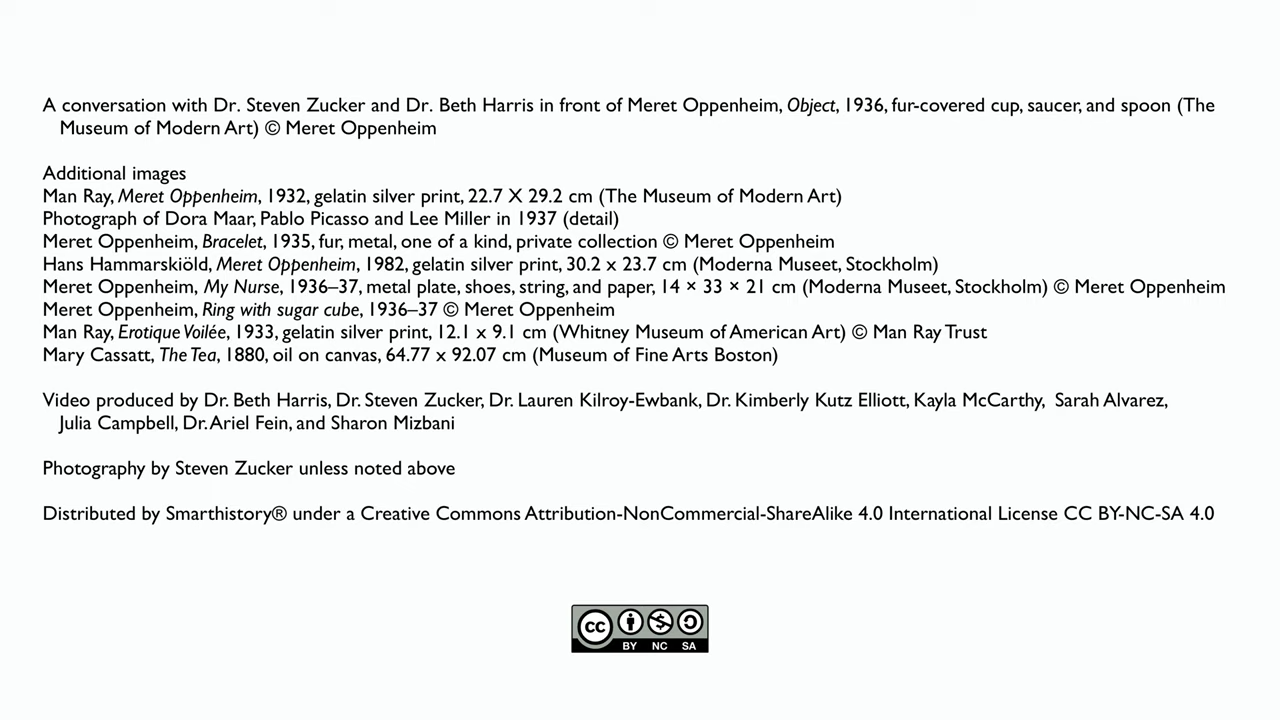 A conversation with Dr. Steven Zucker and Dr. Beth Harris in front of Meret Oppenheim, Object, 1936, fur-covered cup, saucer, and spoon (The
Museum of Modern Art) © Meret Oppenheim
Additional images
Man Ray, Meret Oppenheim, 1932, gelatin silver print, 22.7 X 29.2 cm (The Museum of Modern Art)
Photograph of Dora Maar, Pablo Picasso and Lee Miller in 1937 (detail)
Meret Oppenheim, Bracelet, 1935, fur, metal, one of a kind, private collection © Meret Oppenheim
Hans Hammarskiöld, Meret Oppenheim, 1982, gelatin silver print, 30.2 x 23.7 cm (Moderna Museet, Stockholm)
Meret Oppenheim, My Nurse, 1936–37, metal plate, shoes, string, and paper, 14 × 33 × 21 cm (Moderna Museet, Stockholm) © Meret Oppenheim
Meret Oppenheim, Ring with sugar cube, 1936–37 © Meret Oppenheim
Man Ray, Erotique Voilée, 1933, gelatin silver print, 12.1 x 9.1 cm (Whitney Museum of American Art) © Man Ray Trust
Mary Cassatt, The Tea, 1880, oil on canvas, 64.77 x 92.07 cm (Museum of Fine Arts Boston)
Video produced by Dr. Beth Harris, Dr. Steven Zucker, Dr. Lauren Kilroy-Ewbank, Dr. Kimberly Kutz Elliott, Kayla McCarthy, Sarah Alvarez,
Julia Campbell, Dr. Ariel Fein, and Sharon Mizbani
Photography by Steven Zucker unless noted above
Distributed by Smarthistory® under a Creative Commons Attribution-NonCommercial-ShareAlike 4.0 International License CC BY-NC-SA 4.0
cc
BY NC SA